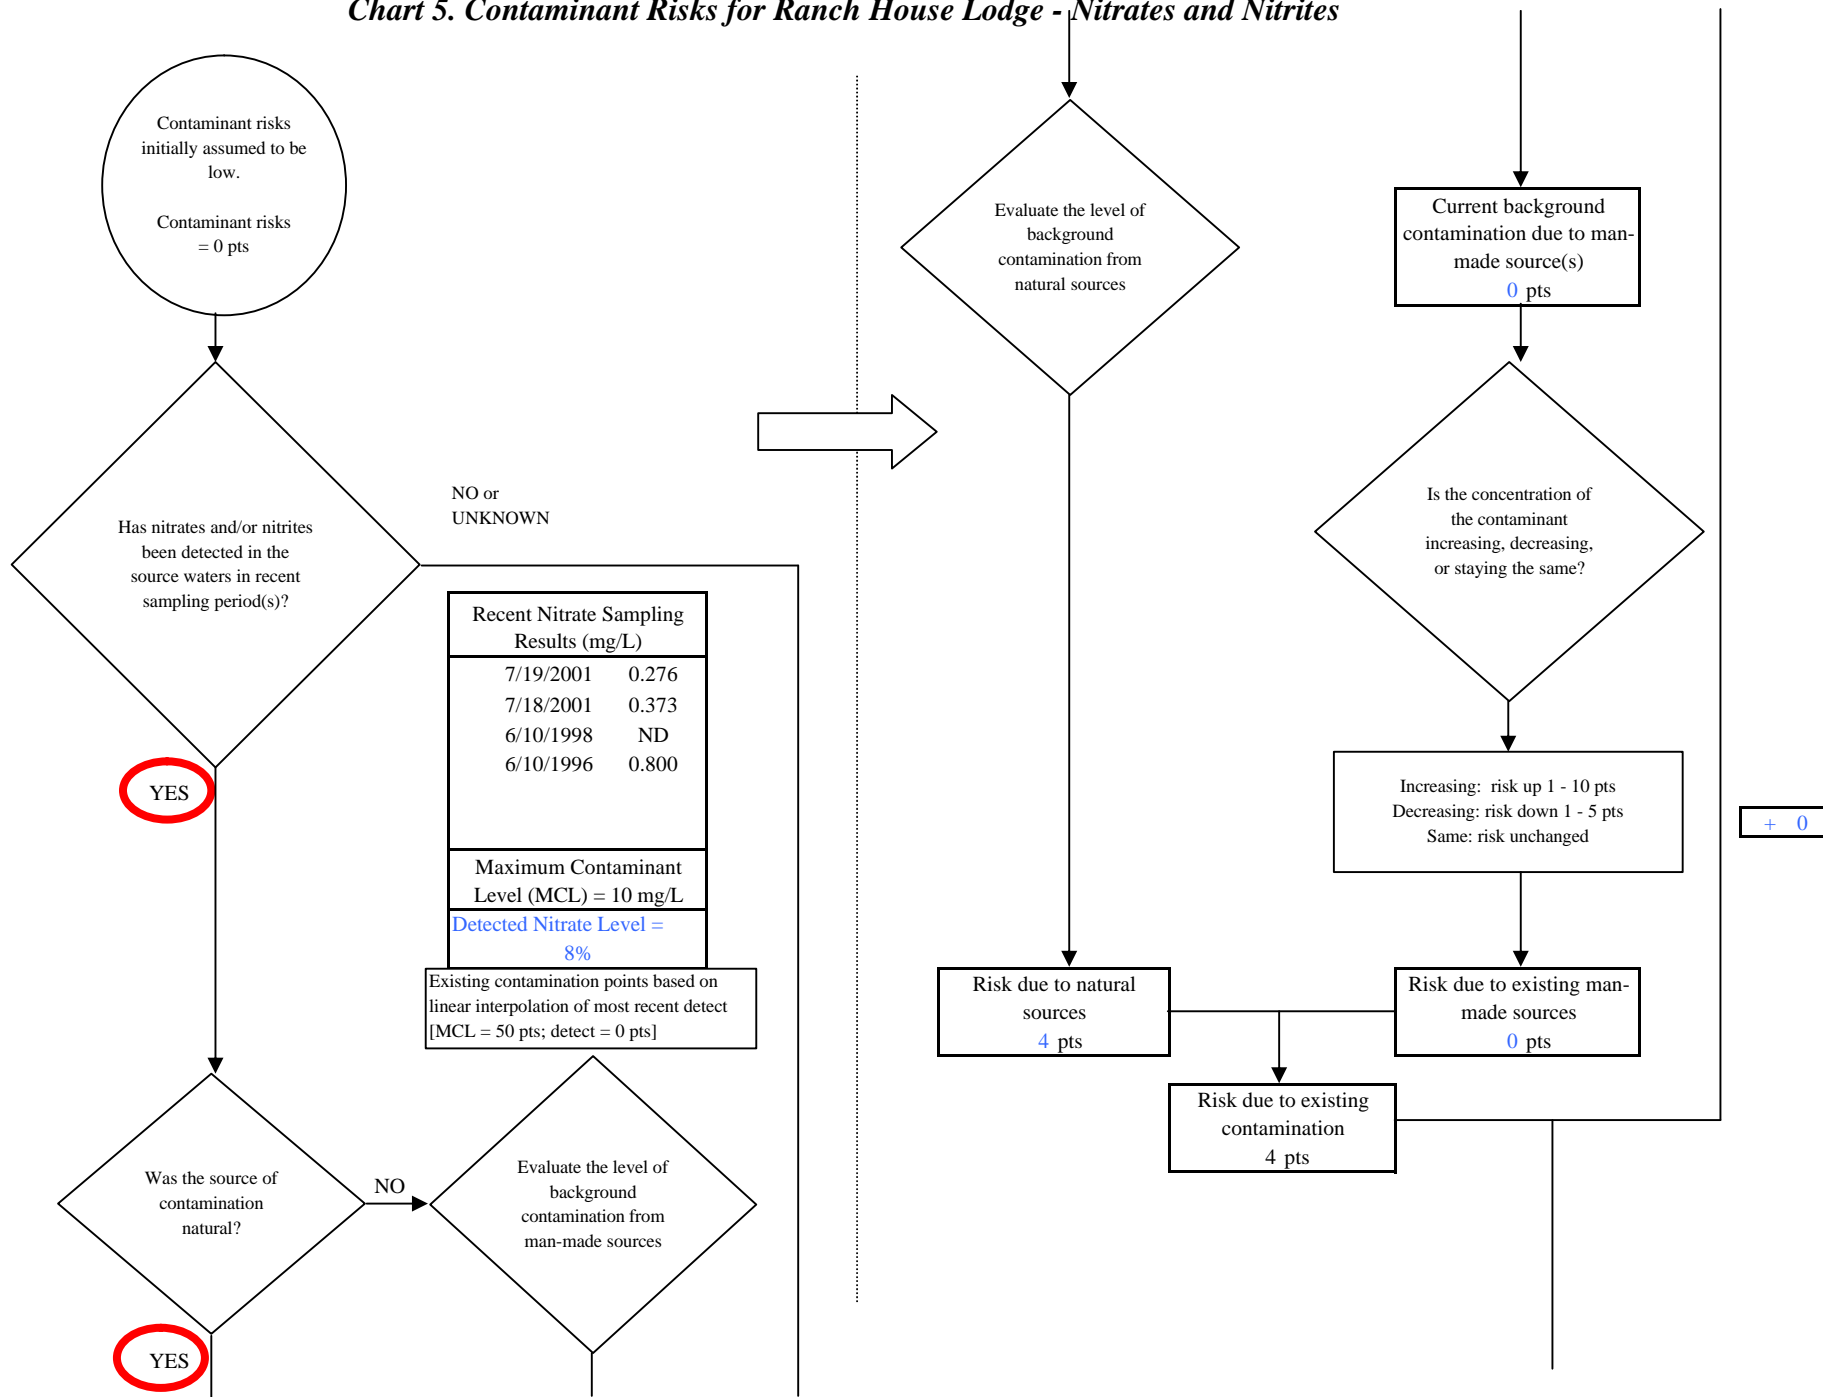 Chart 5. Contaminant Risks for Ranch House Lodge - Nitrates and Nitrites
Contaminant risks
initially assumed to be
low.
Contaminant risks
= 0 pts
Has nitrates and/or nitrites
been detected in the
source waters in recent
sampling period(s)?
NO or
UNKNOWN
YES
Recent Nitrate Sampling
Results (mg/L)
7/19/2001 0.276
7/18/2001 0.373
6/10/1998 ND
6/10/1996 0.800
Maximum Contaminant
Level (MCL) = 10 mg/L
Detected Nitrate Level =
8%
Existing contamination points based on
linear interpolation of most recent detect
[MCL = 50 pts; detect = 0 pts]
Was the source of
contamination
natural?
NO
YES
Evaluate the level of
background
contamination from
man-made sources
Evaluate the level of
background
contamination from
natural sources
Current background
contamination due to man-
made source(s)
0 pts
Is the concentration of
the contaminant
increasing, decreasing,
or staying the same?
Increasing: risk up 1 - 10 pts
Decreasing: risk down 1 - 5 pts
Same: risk unchanged
+ 0
Risk due to natural
sources
4 pts
Risk due to existing man-
made sources
0 pts
Risk due to existing
contamination
4 pts